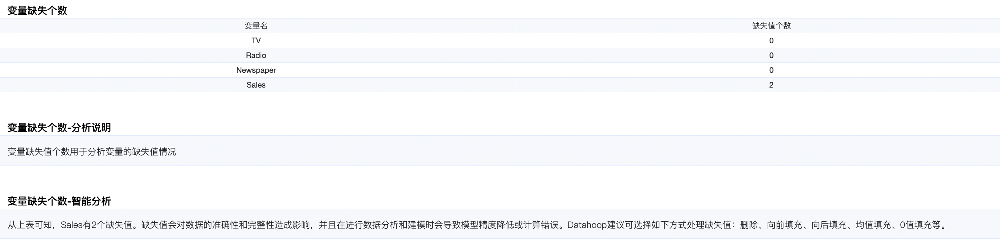 变量缺失个数
变量名 缺失值个数
TV 0
Radio 0
Newspaper 0
Sales 2
变量缺失个数-分析说明
变量缺失值个数用于分析变量的缺失值情况
变量缺失个数-智能分析
从上表可知，Sales有2个缺失值。缺失值会对数据的准确性和完整性造成影响，并且在进行数据分析和建模时会导致模型精度降低或计算错误。Datahoop建议可选择如下方式处理缺失值：删除、向前填充、向后填充、均值填充、0值填充等。